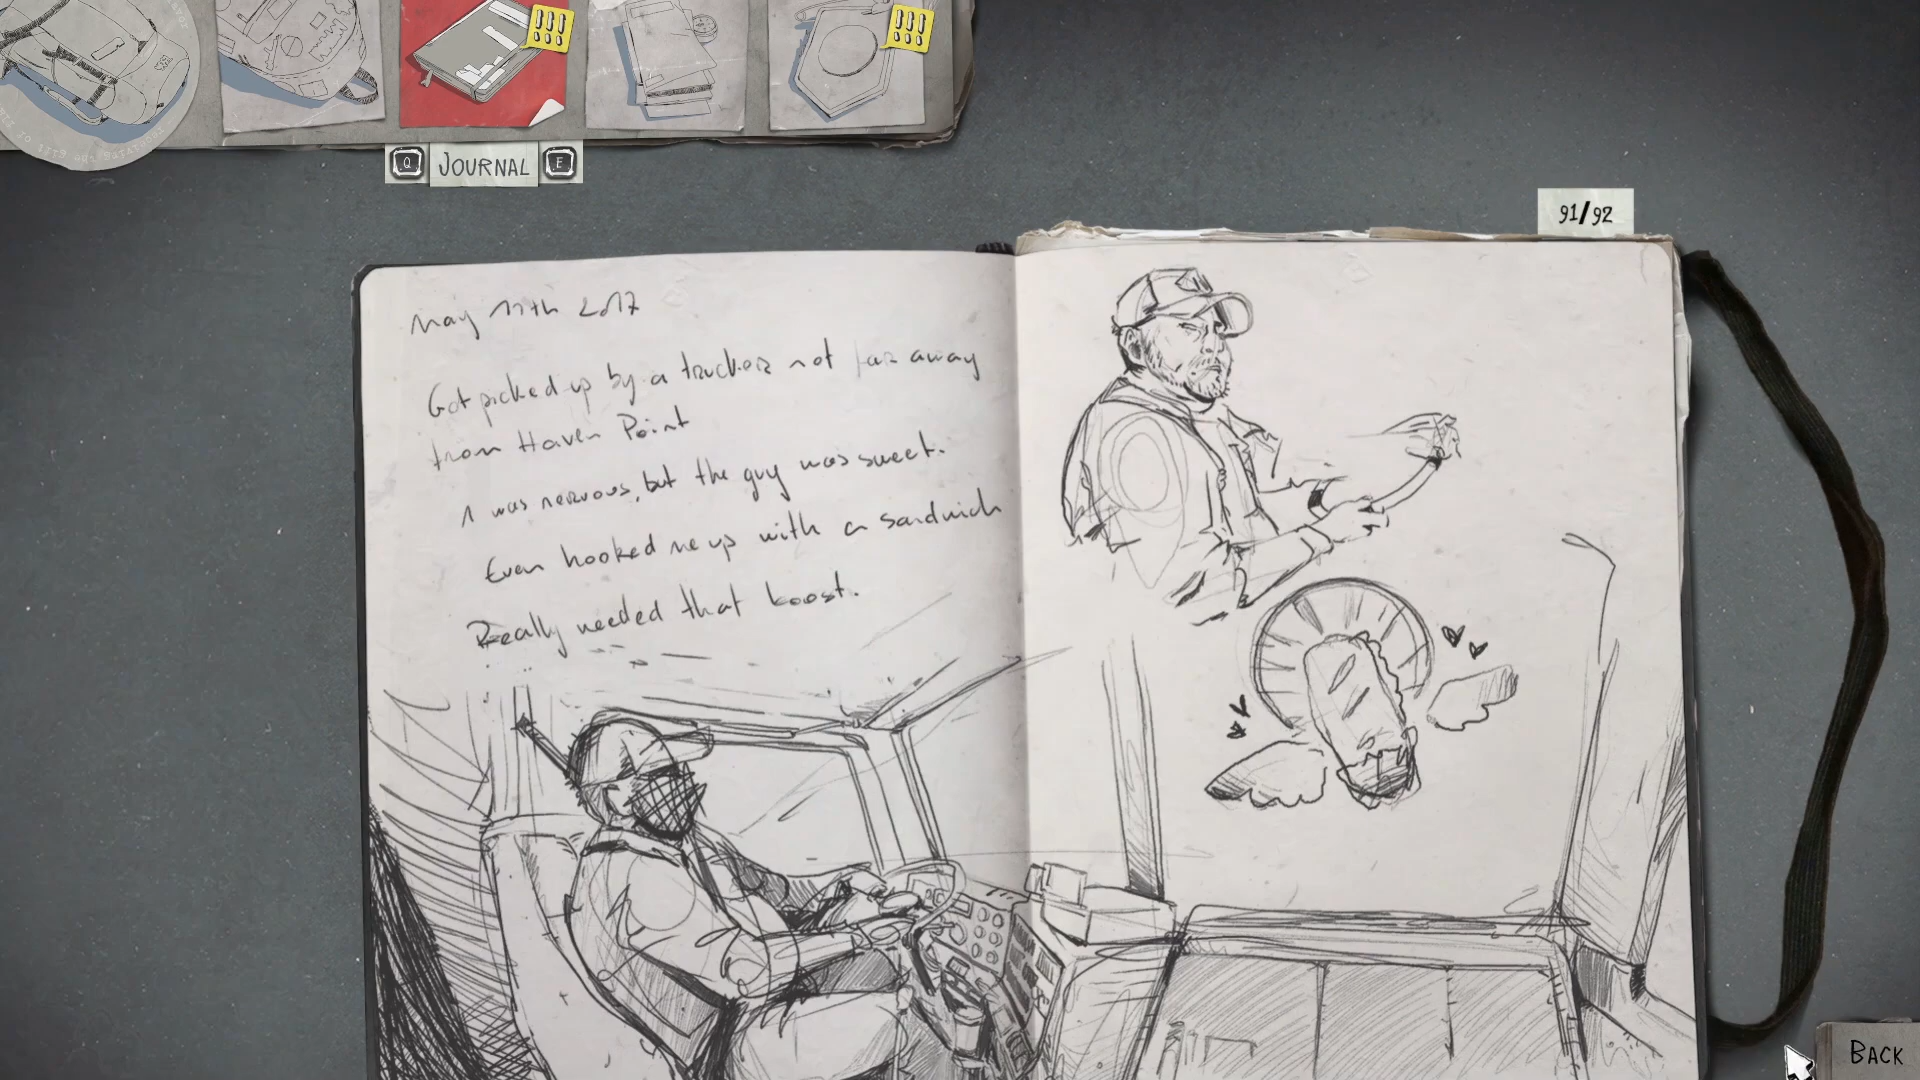 Q JOURNAL E
91/92
May 11th 2017
Got picked up by a trucker not far away
from Haven Point
I was nervous, but the guy was sweet.
Even hooked me up with a sandwich
Really needed that boost.
BACK